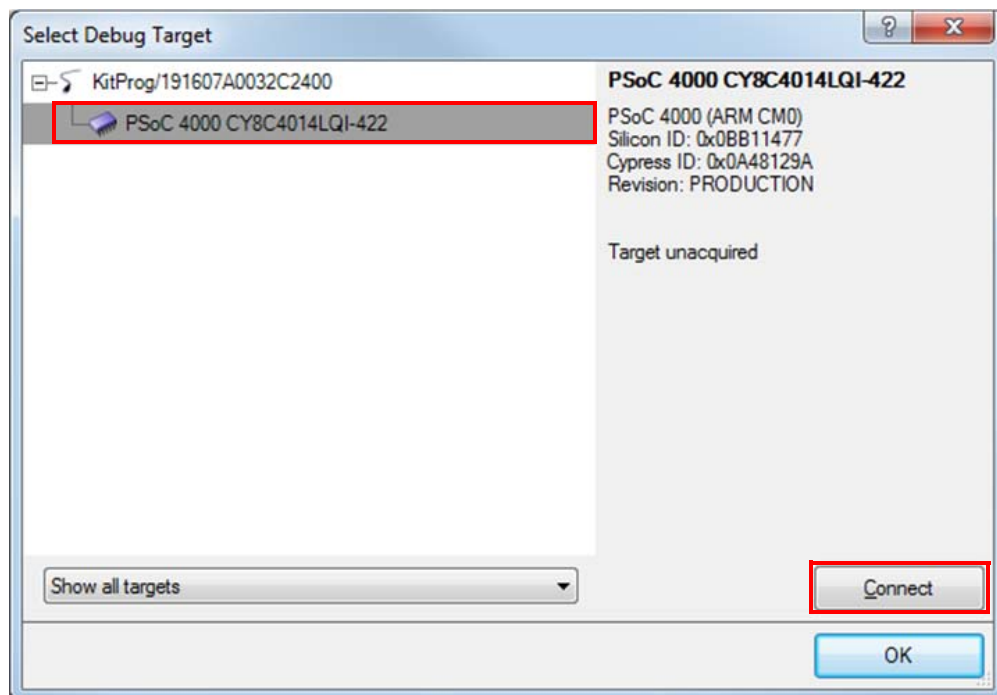 Select Debug Target
KitProg/191607A0032C2400
PSoC 4000 CY8C4014LQI-422
PSoC 4000 CY8C4014LQI-422
PSoC 4000 (ARM CM0)
Silicon ID: 0x0BB11477
Cypress ID: 0x0A48129A
Revision: PRODUCTION
Target unacquired
Show all targets
Connect
OK